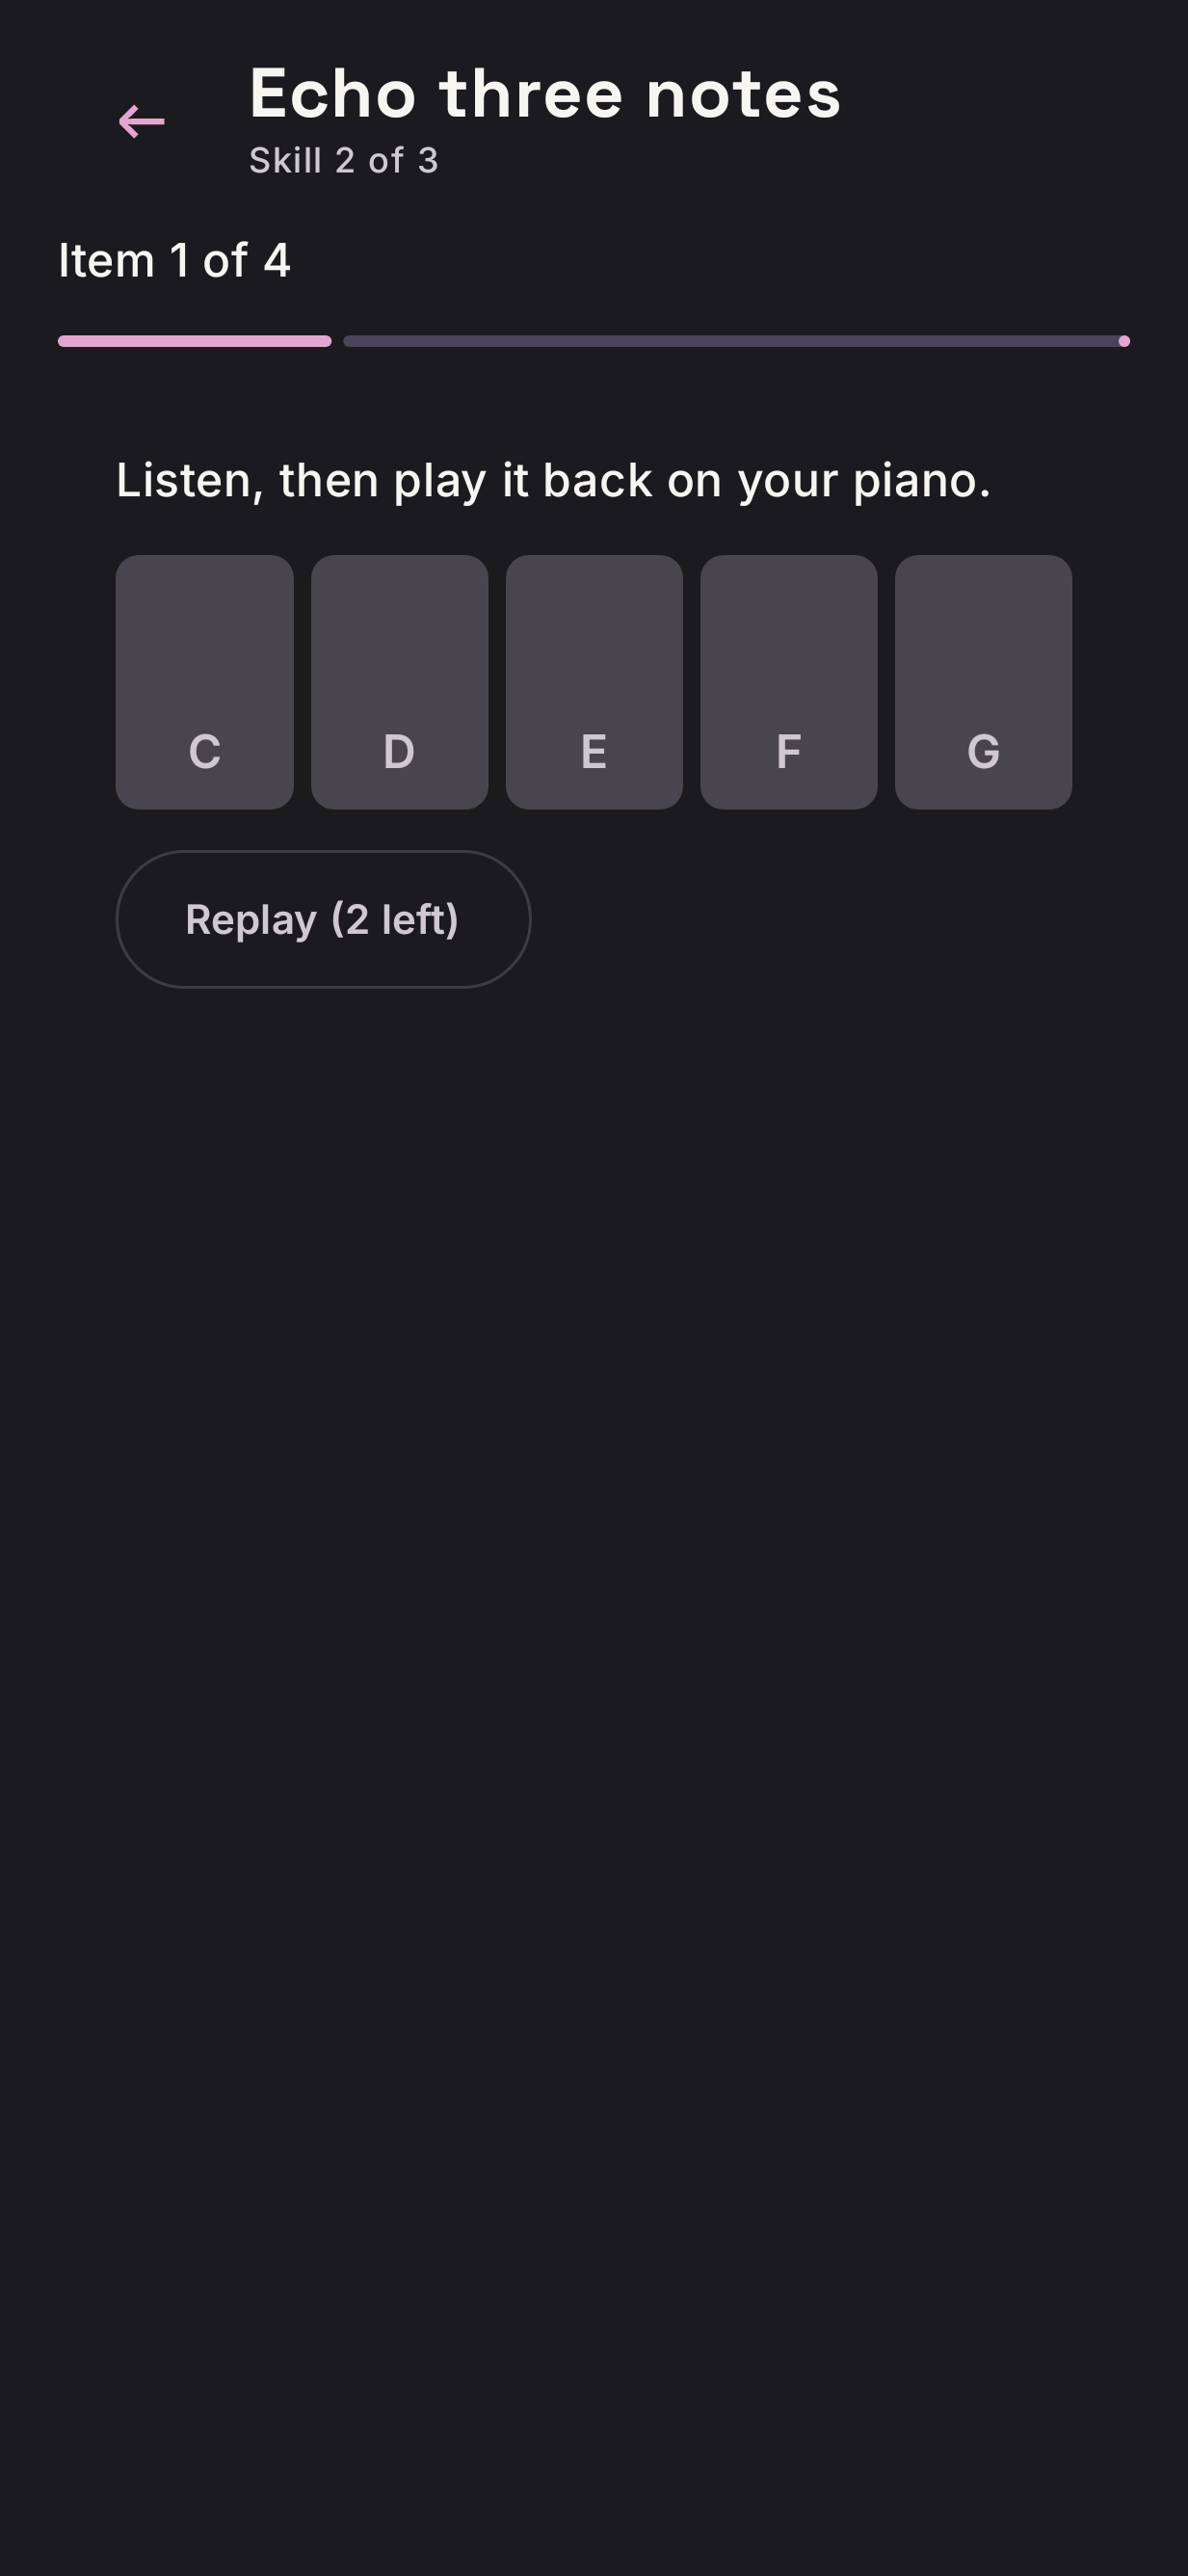 Echo three notes
Skill 2 of 3
Item 1 of 4
Listen, then play it back on your piano.
C D E F G
Replay (2 left)